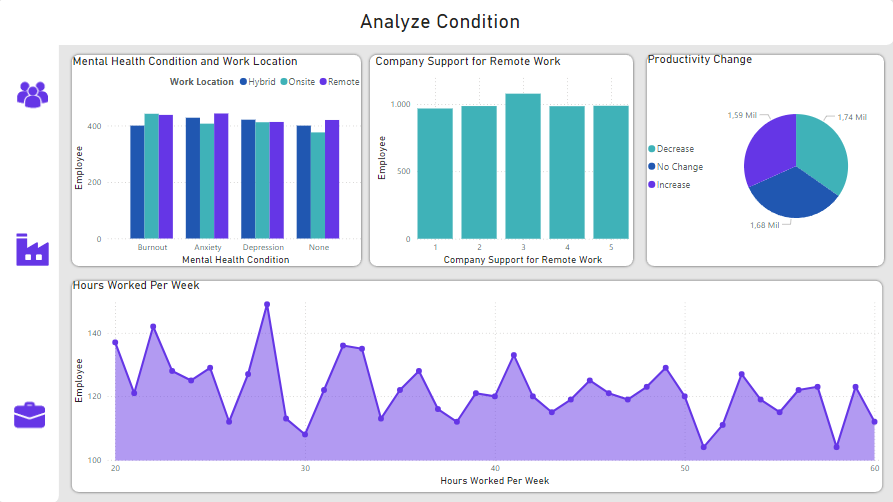 Analyze Condition
Mental Health Condition and Work Location
Work Location Hybrid Onsite Remote
Employee
400
200
0
Burnout Anxiety Depression None
Mental Health Condition
Company Support for Remote Work
Employee
1.000
500
0
1 2 3 4 5
Company Support for Remote Work
Productivity Change
Decrease
No Change
Increase
1,59 Mil
1,74 Mil
1,68 Mil
Hours Worked Per Week
Employee
140
120
100
20 30 40 50 60
Hours Worked Per Week